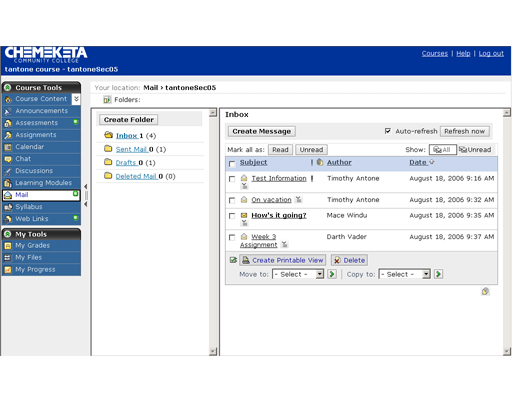 CHEMEKETA
COMMUNITY COLLEGE
Courses | Help | Log out
tantone course - tantoneSec05
Course Tools
Course Content
Announcements
Assessments
Assignments
Calendar
Chat
Discussions
Learning Modules
Mail
Syllabus
Web Links
My Tools
My Grades
My Files
My Progress
Your location: Mail › tantoneSec05
Folders:
Create Folder
Inbox 1 (4)
Sent Mail 0 (1)
Drafts 0 (1)
Deleted Mail 0 (0)
Inbox
Create Message
Auto-refresh Refresh now
Mark all as: Read Unread Show: All Unread
Subject ! Author Date
Test Information ! Timothy Antone August 18, 2006 9:16 AM
On vacation Timothy Antone August 18, 2006 9:32 AM
How's it going? Mace Windu August 18, 2006 9:35 AM
Week 3 Assignment Darth Vader August 18, 2006 9:37 AM
Create Printable View Delete
Move to: - Select - | Copy to: - Select -